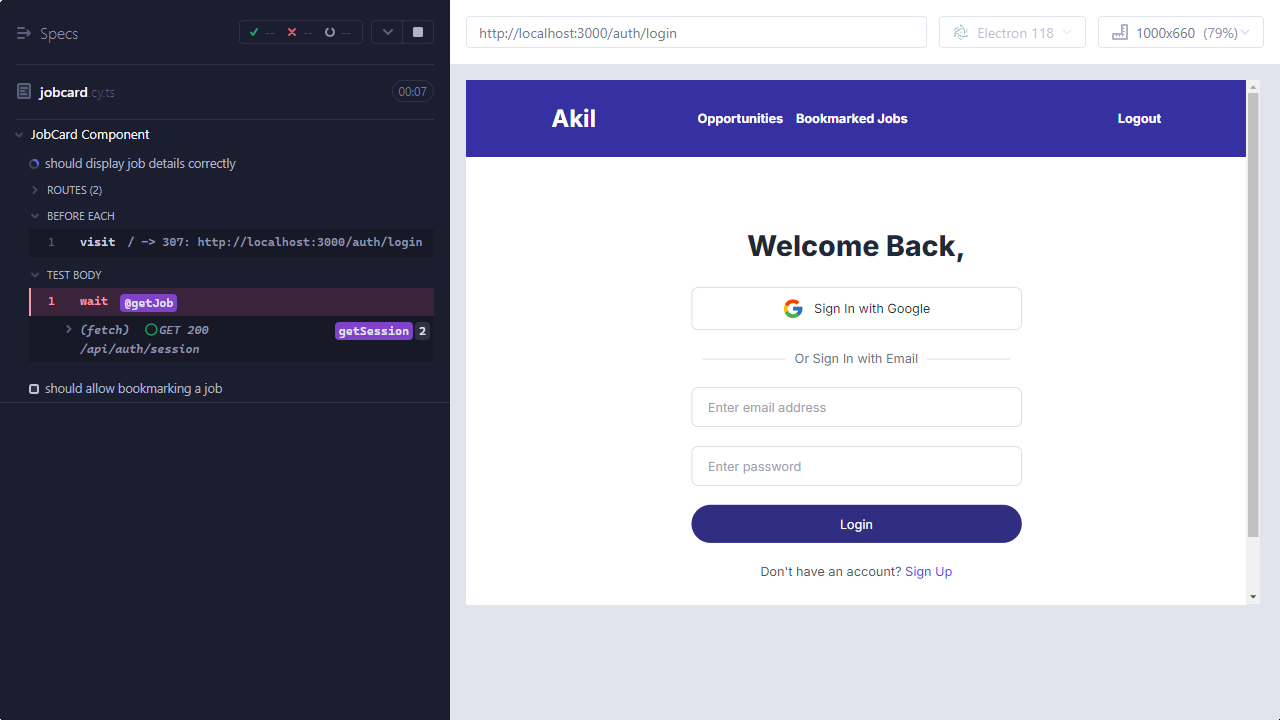 Specs
-- -- --
jobcard.cy.ts 00:07
JobCard Component
should display job details correctly
ROUTES (2)
BEFORE EACH
1 visit / -> 307: http://localhost:3000/auth/login
TEST BODY
1 wait @getJob
(fetch) GET 200 getSession 2
/api/auth/session
should allow bookmarking a job
http://localhost:3000/auth/login Electron 118 1000x660 (79%)
Akil Opportunities Bookmarked Jobs Logout
Welcome Back,
Sign In with Google
Or Sign In with Email
Enter email address
Enter password
Login
Don't have an account? Sign Up